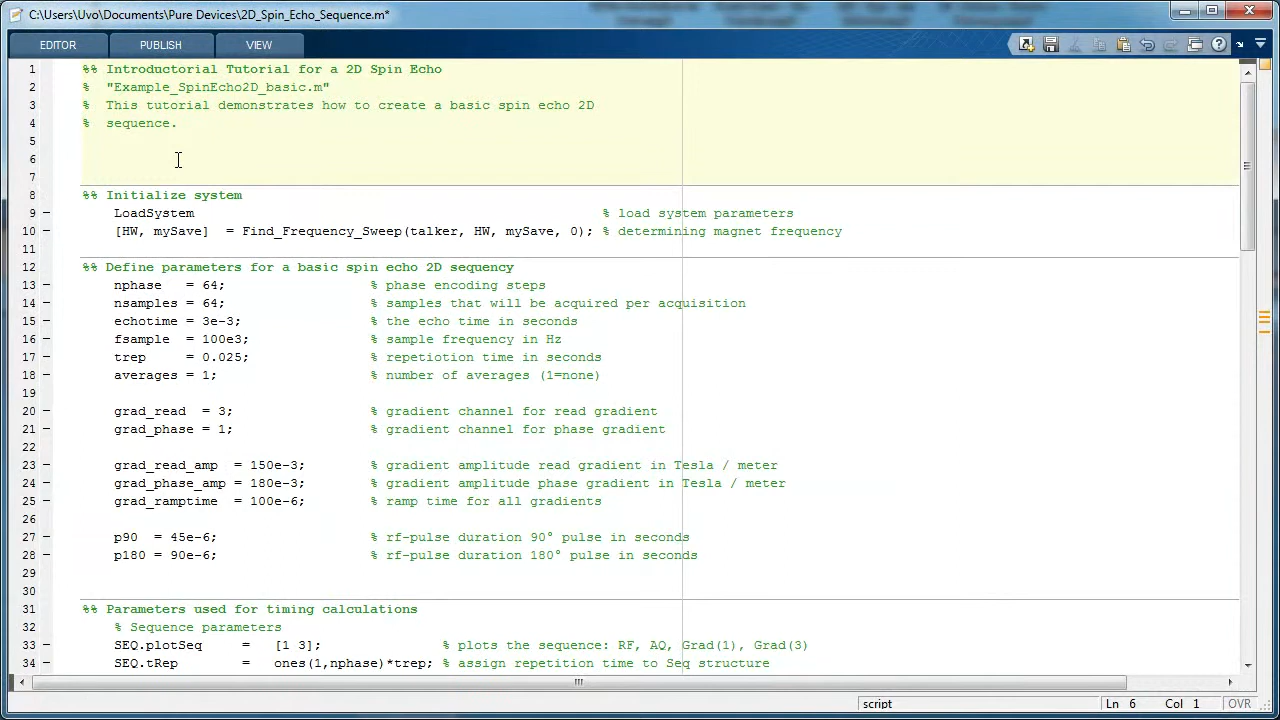 C:\Users\Uvo\Documents\Pure Devices\2D_Spin_Echo_Sequence.m*
EDITOR PUBLISH VIEW
1 %% Introductorial Tutorial for a 2D Spin Echo
2 % "Example_SpinEcho2D_basic.m"
3 % This tutorial demonstrates how to create a basic spin echo 2D
4 % sequence.
5
6
7
8 %% Initialize system
9 LoadSystem % load system parameters
10 [HW, mySave] = Find_Frequency_Sweep(talker, HW, mySave, 0); % determining magnet frequency
11
12 %% Define parameters for a basic spin echo 2D sequency
13 nphase = 64; % phase encoding steps
14 nsamples = 64; % samples that will be acquired per acquisition
15 echotime = 3e-3; % the echo time in seconds
16 fsample = 100e3; % sample frequency in Hz
17 trep = 0.025; % repetiotion time in seconds
18 averages = 1; % number of averages (1=none)
19
20 grad_read = 3; % gradient channel for read gradient
21 grad_phase = 1; % gradient channel for phase gradient
22
23 grad_read_amp = 150e-3; % gradient amplitude read gradient in Tesla / meter
24 grad_phase_amp = 180e-3; % gradient amplitude phase gradient in Tesla / meter
25 grad_ramptime = 100e-6; % ramp time for all gradients
26
27 p90 = 45e-6; % rf-pulse duration 90° pulse in seconds
28 p180 = 90e-6; % rf-pulse duration 180° pulse in seconds
29
30
31 %% Parameters used for timing calculations
32 % Sequence parameters
33 SEQ.plotSeq = [1 3]; % plots the sequence: RF, AQ, Grad(1), Grad(3)
34 SEQ.tRep = ones(1,nphase)*trep; % assign repetition time to Seq structure
script Ln 6 Col 1 OVR